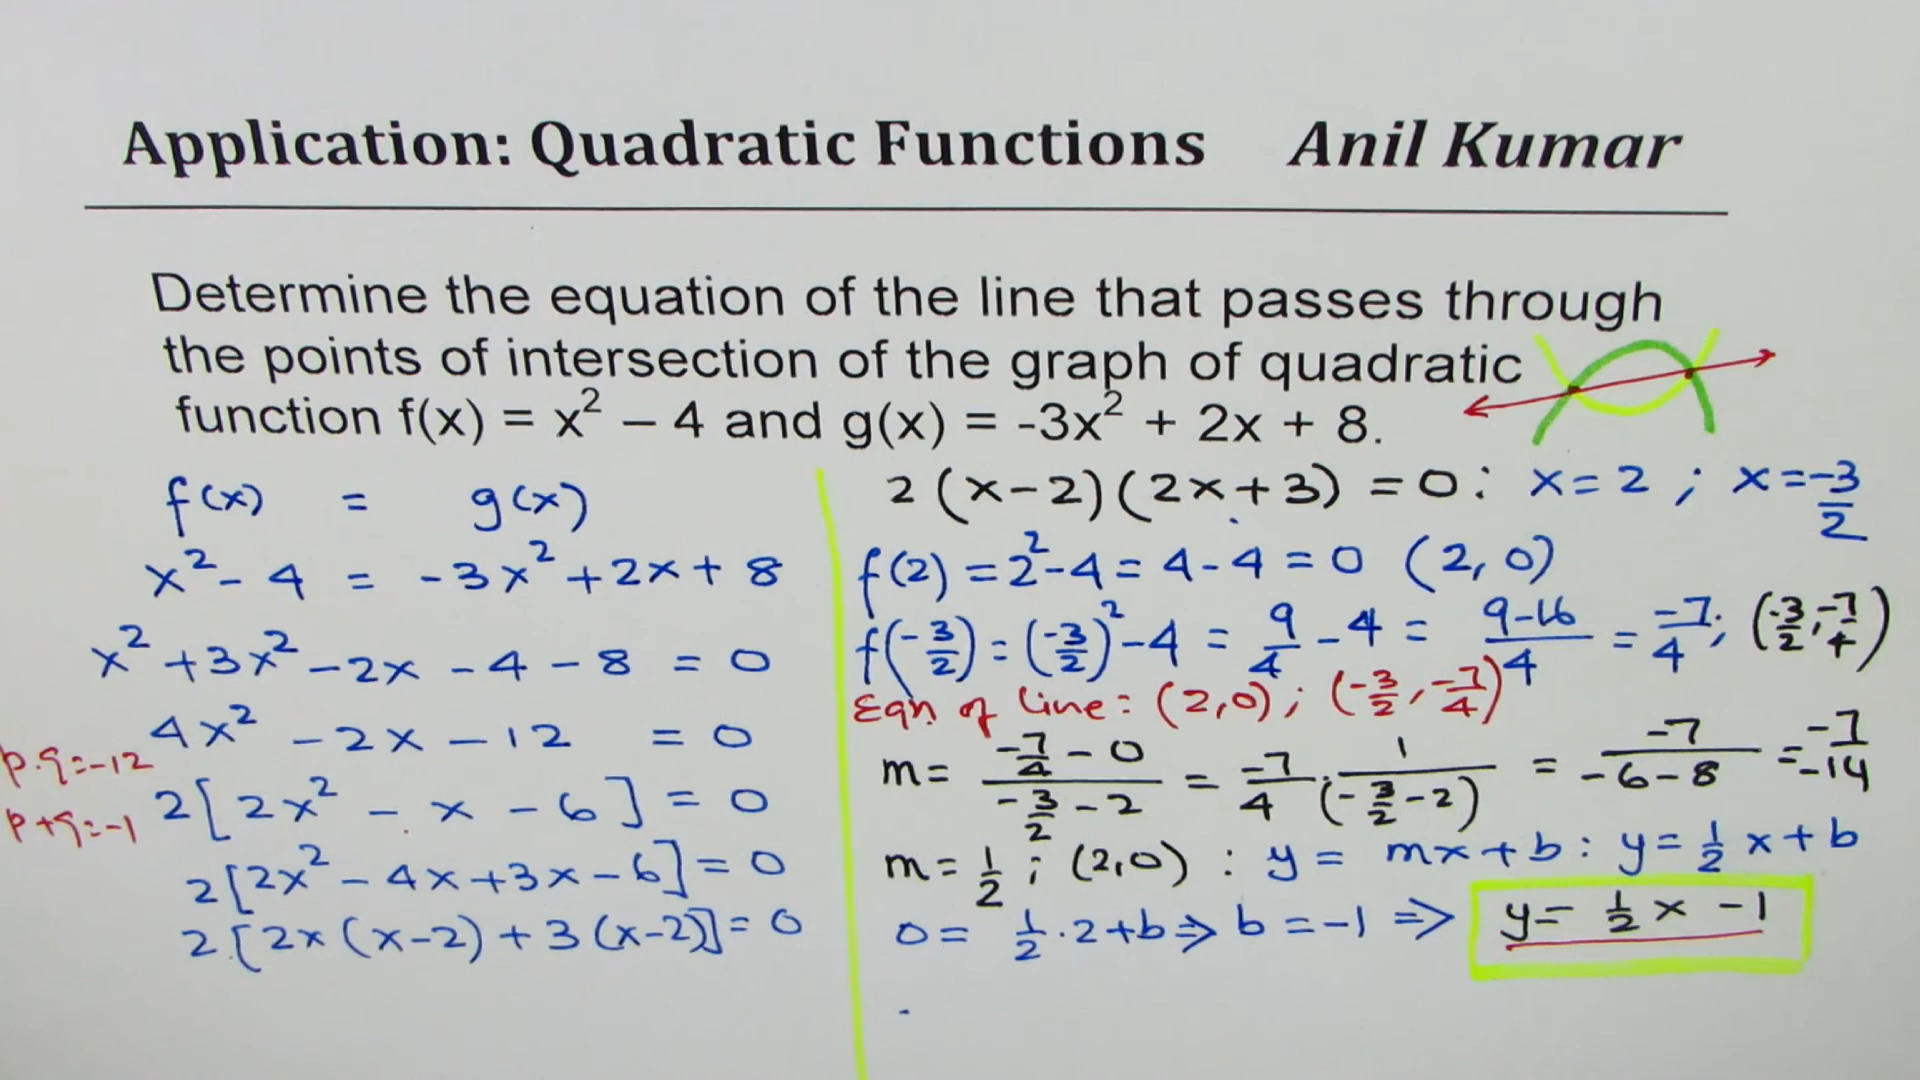 Application: Quadratic Functions Anil Kumar
Determine the equation of the line that passes through
the points of intersection of the graph of quadratic
function f(x) = x² – 4 and g(x) = -3x² + 2x + 8.
f(x) = g(x)
x² - 4 = -3x² + 2x + 8
x² + 3x² - 2x - 4 - 8 = 0
4x² - 2x - 12 = 0
p.q = -12
2[2x² - x - 6] = 0
p + q = -1
2[2x² - 4x + 3x - 6] = 0
2[2x(x-2) + 3(x-2)] = 0
2(x-2)(2x+3) = 0 : x = 2 ; x = -3/2
f(2) = 2² - 4 = 4 - 4 = 0 (2, 0)
f(-3/2) = (-3/2)² - 4 = 9/4 - 4 = 9-16/4 = -7/4 ; (-3/2, -7/4)
Eqn. of line: (2,0) ; (-3/2, -7/4)
m = -7/4 - 0 / -3/2 - 2 = -7/4 · 1/(-3/2 - 2) = -7/-6-8 = -7/-14
m = 1/2 ; (2,0) : y = mx + b : y = 1/2 x + b
0 = 1/2 · 2 + b ⇒ b = -1 ⇒ y = 1/2 x - 1